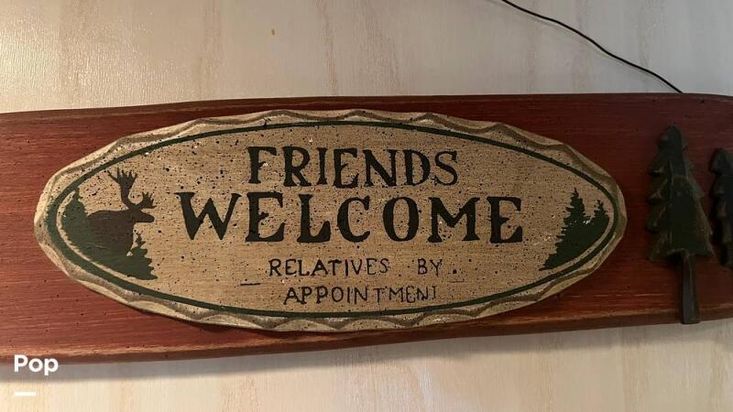 FRIENDS
WELCOME
RELATIVES BY
APPOINTMENT
Pop